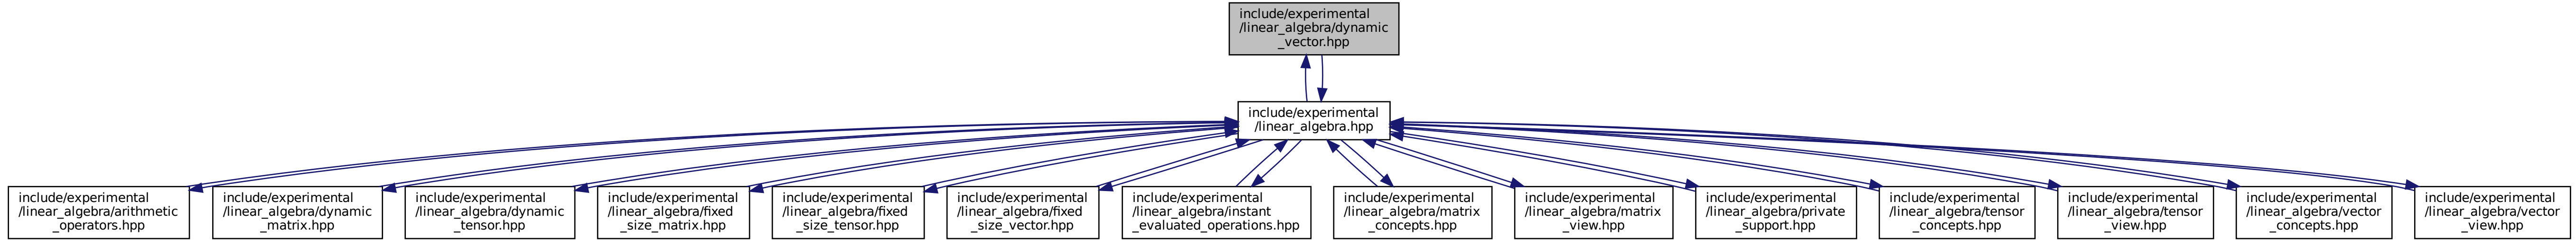 include/experimental
/linear_algebra/dynamic
_vector.hpp
include/experimental
/linear_algebra.hpp
include/experimental
/linear_algebra/arithmetic
_operators.hpp
include/experimental
/linear_algebra/dynamic
_matrix.hpp
include/experimental
/linear_algebra/dynamic
_tensor.hpp
include/experimental
/linear_algebra/fixed
_size_matrix.hpp
include/experimental
/linear_algebra/fixed
_size_tensor.hpp
include/experimental
/linear_algebra/fixed
_size_vector.hpp
include/experimental
/linear_algebra/instant
_evaluated_operations.hpp
include/experimental
/linear_algebra/matrix
_concepts.hpp
include/experimental
/linear_algebra/matrix
_view.hpp
include/experimental
/linear_algebra/private
_support.hpp
include/experimental
/linear_algebra/tensor
_concepts.hpp
include/experimental
/linear_algebra/tensor
_view.hpp
include/experimental
/linear_algebra/vector
_concepts.hpp
include/experimental
/linear_algebra/vector
_view.hpp